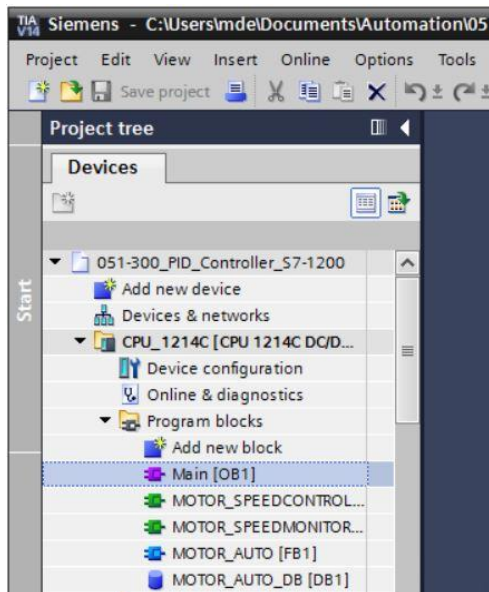 TIA V14 Siemens - C:\Users\mde\Documents\Automation\05
Project Edit View Insert Online Options Tools
Save project
Project tree
Devices
Start
051-300_PID_Controller_S7-1200
Add new device
Devices & networks
CPU_1214C [CPU 1214C DC/D...
Device configuration
Online & diagnostics
Program blocks
Add new block
Main [OB1]
MOTOR_SPEEDCONTROL...
MOTOR_SPEEDMONITOR...
MOTOR_AUTO [FB1]
MOTOR_AUTO_DB [DB1]